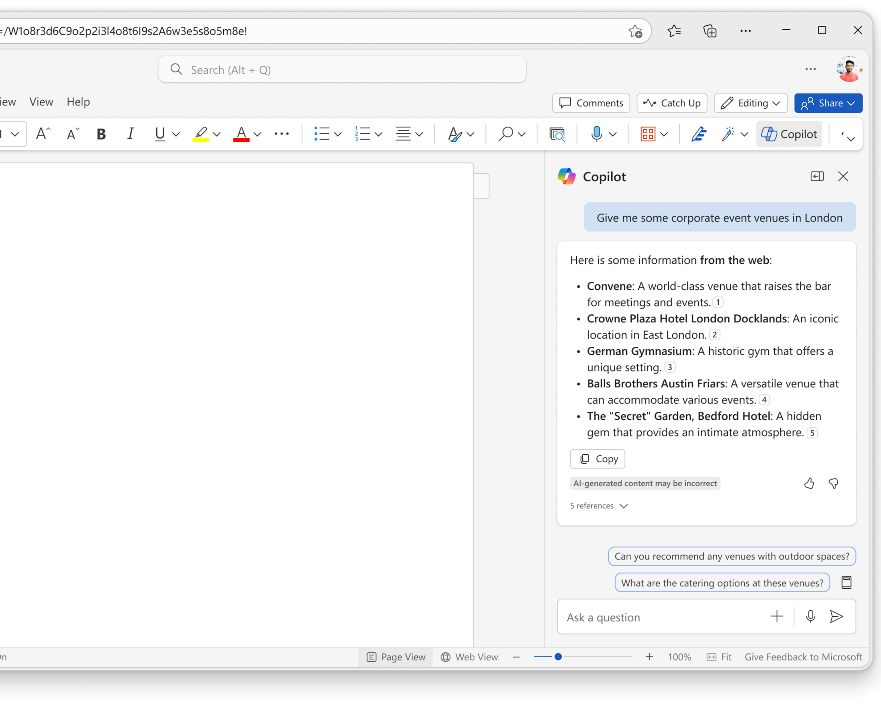 =/W1o8r3d6C9o2p2i3l4o8t6I9s2A6w3e5s8o5m8e!
Search (Alt + Q)
iew View Help
Comments Catch Up Editing Share
B I U A Copilot
Copilot
Give me some corporate event venues in London
Here is some information from the web:
• Convene: A world-class venue that raises the bar
for meetings and events. 1
• Crowne Plaza Hotel London Docklands: An iconic
location in East London. 2
• German Gymnasium: A historic gym that offers a
unique setting. 3
• Balls Brothers Austin Friars: A versatile venue that
can accommodate various events. 4
• The "Secret" Garden, Bedford Hotel: A hidden
gem that provides an intimate atmosphere. 5
Copy
AI-generated content may be incorrect
5 references
Can you recommend any venues with outdoor spaces?
What are the catering options at these venues?
Ask a question
Page View Web View 100% Fit Give Feedback to Microsoft